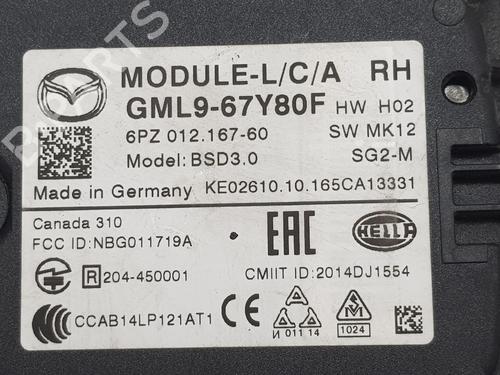 MODULE-L/C/A RH
GML9-67Y80F HW H02
6PZ 012.167-60 SW MK12
Model: BSD3.0 SG2-M
Made in Germany KE02610.10.165CA13331
Canada 310
FCC ID:NBG011719A
EAC
HELLA
R 204-450001
CMIIT ID:2014DJ1554
CCAB14LP121AT1
CE
И 011 14
1024
PARTS